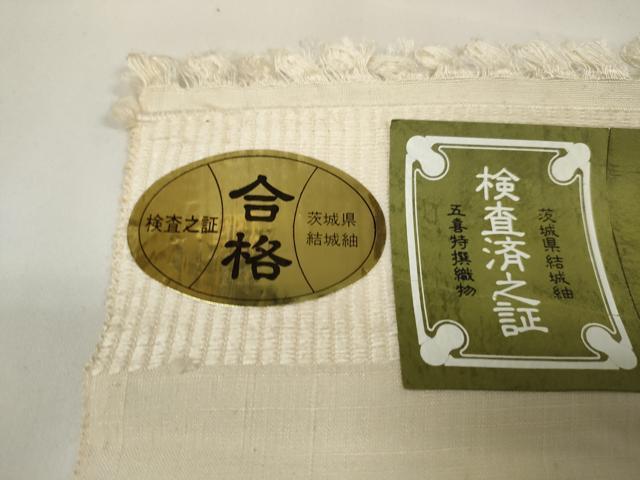 検査之証
合格
茨城県
結城紬
茨城県結城紬
検査済之証
五喜特撰織物